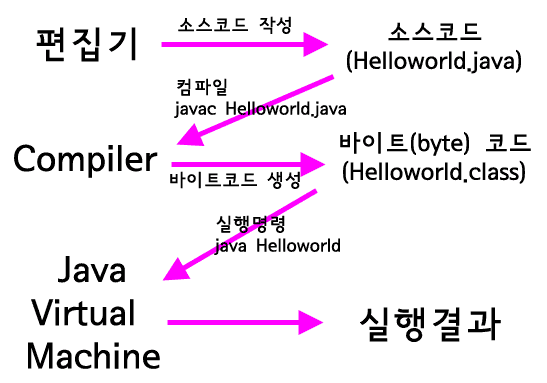 편집기
소스코드 작성
소스코드
(Helloworld.java)
컴파일
javac Helloworld.java
Compiler
바이트(byte) 코드
(Helloworld.class)
바이트코드 생성
실행명령
java Helloworld
Java
Virtual
Machine
실행결과